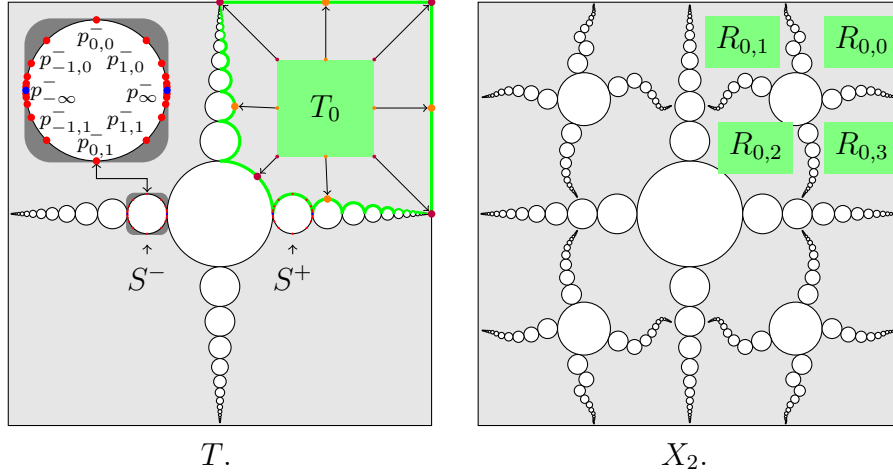 p⁻₀,₀
p⁻₋₁,₀ p⁻₁,₀
p⁻₋∞ p⁻∞
p⁻₋₁,₁ p⁻₁,₁
p⁻₀,₁
T₀
S⁻ S⁺
T.
R₀,₁ R₀,₀
R₀,₂ R₀,₃
X₂.